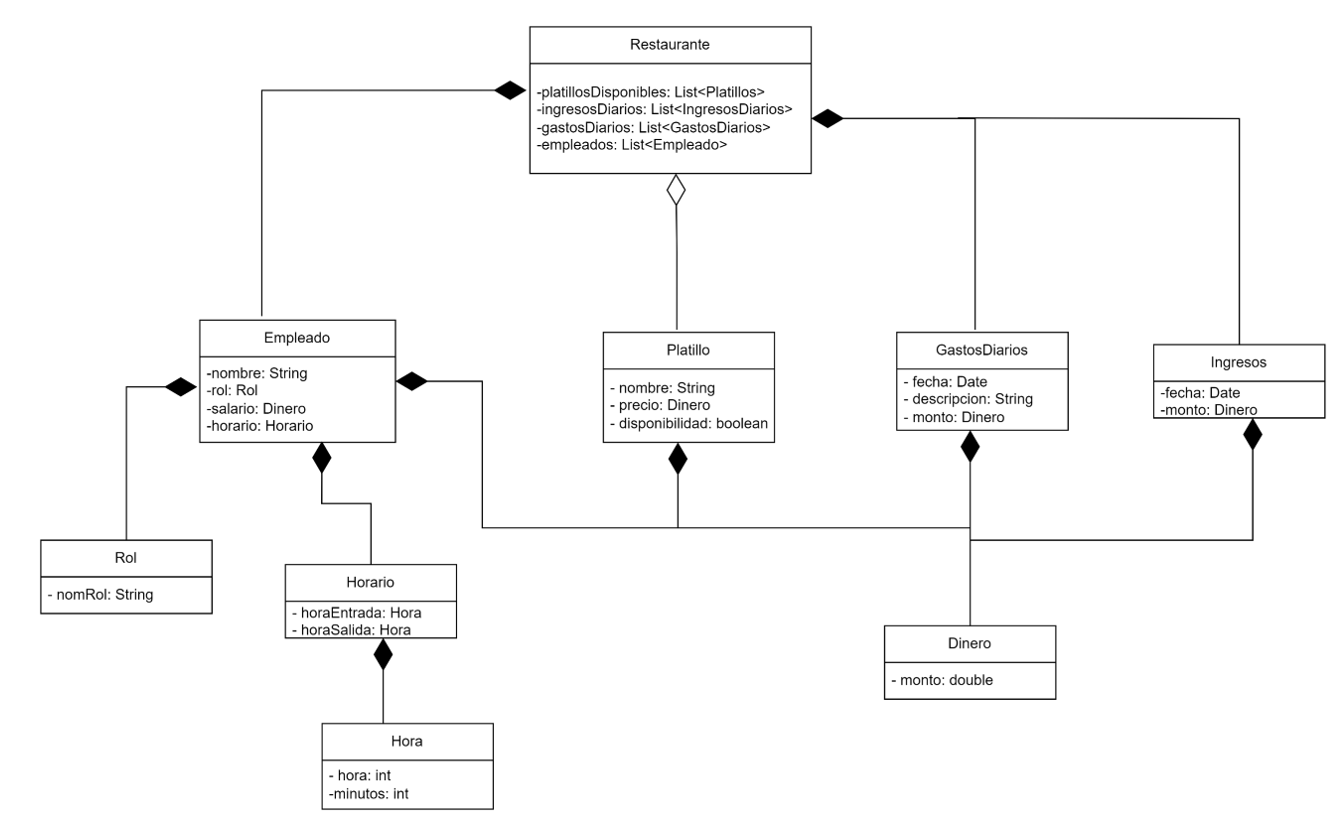 Restaurante
-platillosDisponibles: List<Platillos>
-ingresosDiarios: List<IngresosDiarios>
-gastosDiarios: List<GastosDiarios>
-empleados: List<Empleado>
Empleado
-nombre: String
-rol: Rol
-salario: Dinero
-horario: Horario
Platillo
- nombre: String
- precio: Dinero
- disponibilidad: boolean
GastosDiarios
- fecha: Date
- descripcion: String
- monto: Dinero
Ingresos
-fecha: Date
-monto: Dinero
Rol
- nomRol: String
Horario
- horaEntrada: Hora
- horaSalida: Hora
Dinero
- monto: double
Hora
- hora: int
-minutos: int